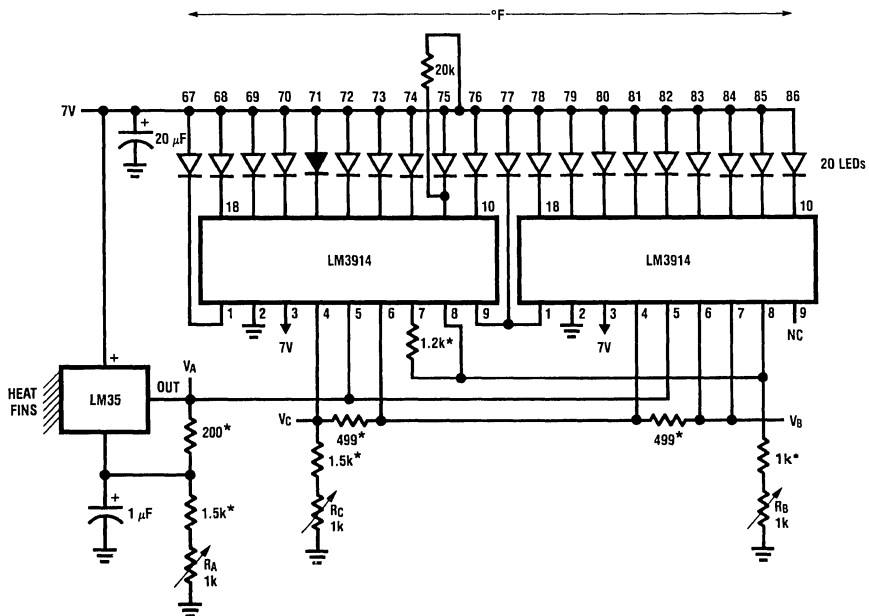 °F
20k
67 68 69 70 71 72 73 74 75 76 77 78 79 80 81 82 83 84 85 86
7V
+
20 µF
20 LEDs
18 10 18 10
LM3914 LM3914
1 2 3 4 5 6 7 8 9 1 2 3 4 5 6 7 8 9
7V 1.2k* 7V NC
+
HEAT
FINS
LM35
OUT
VA
200*
VC 499* 499* VB
1.5k* 1k*
+
1 µF
1.5k*
RC
1k
RB
1k
RA
1k